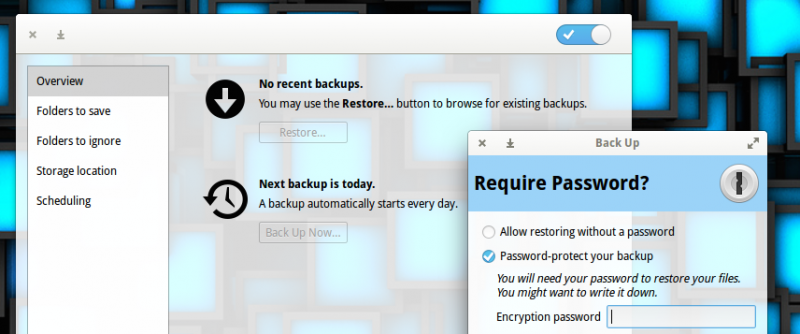 Overview
Folders to save
Folders to ignore
Storage location
Scheduling
No recent backups.
You may use the Restore... button to browse for existing backups.
Restore...
Next backup is today.
A backup automatically starts every day.
Back Up Now...
Back Up
Require Password?
Allow restoring without a password
Password-protect your backup
You will need your password to restore your files.
You might want to write it down.
Encryption password